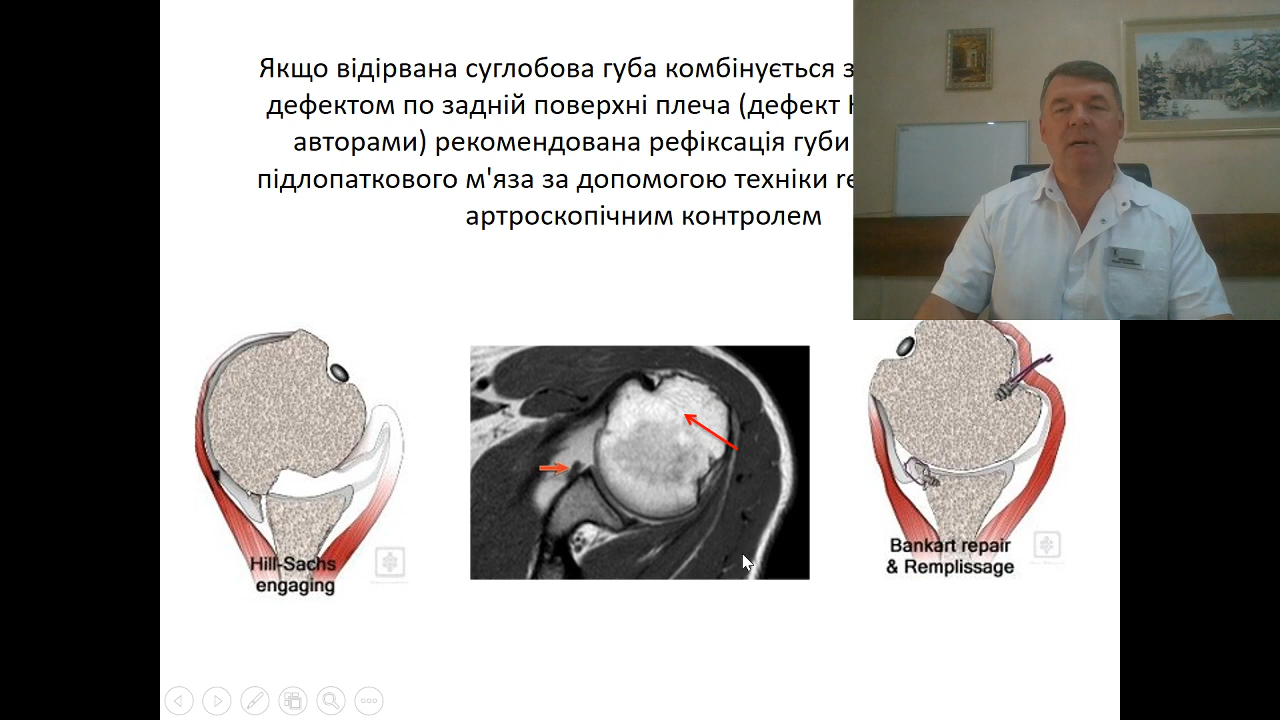 Якщо відірвана суглобова губа комбінується з
дефектом по задній поверхні плеча (дефект
авторами) рекомендована рефіксація губи
підлопаткового м'яза за допомогою техніки re
артроскопічним контролем
Hill-Sachs
engaging
Bankart repair
& Remplissage